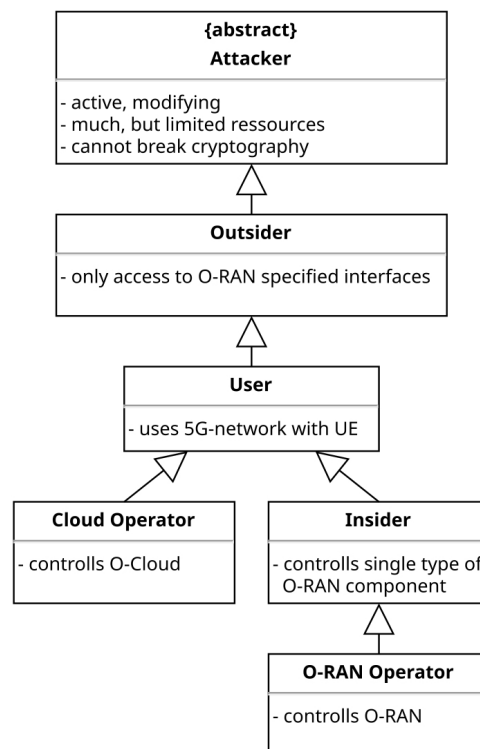 {abstract}
Attacker
- active, modifying
- much, but limited ressources
- cannot break cryptography
Outsider
- only access to O-RAN specified interfaces
User
- uses 5G-network with UE
Cloud Operator
- controlls O-Cloud
Insider
- controlls single type of
O-RAN component
O-RAN Operator
- controlls O-RAN